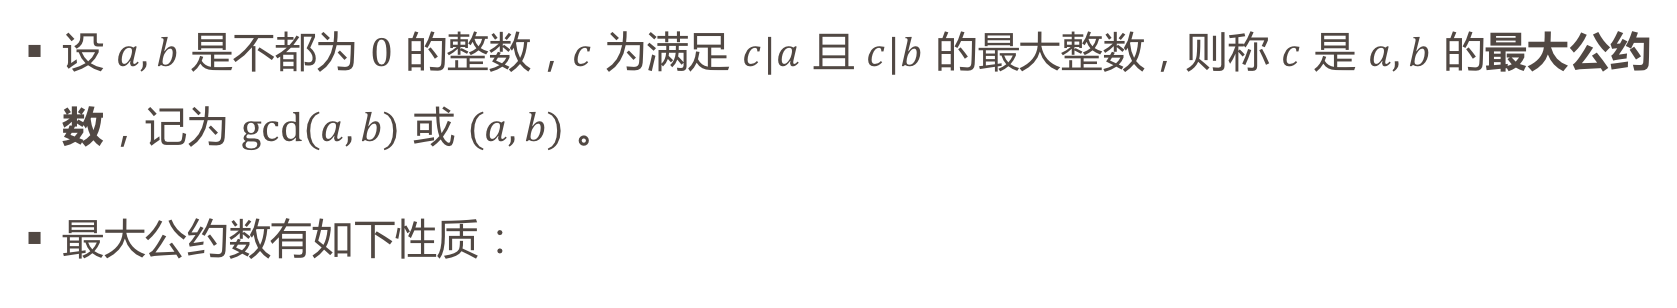 ▪ 设 a, b 是不都为 0 的整数，c 为满足 c|a 且 c|b 的最大整数，则称 c 是 a, b 的最大公约
数，记为 gcd(a, b) 或 (a, b) 。
▪ 最大公约数有如下性质：